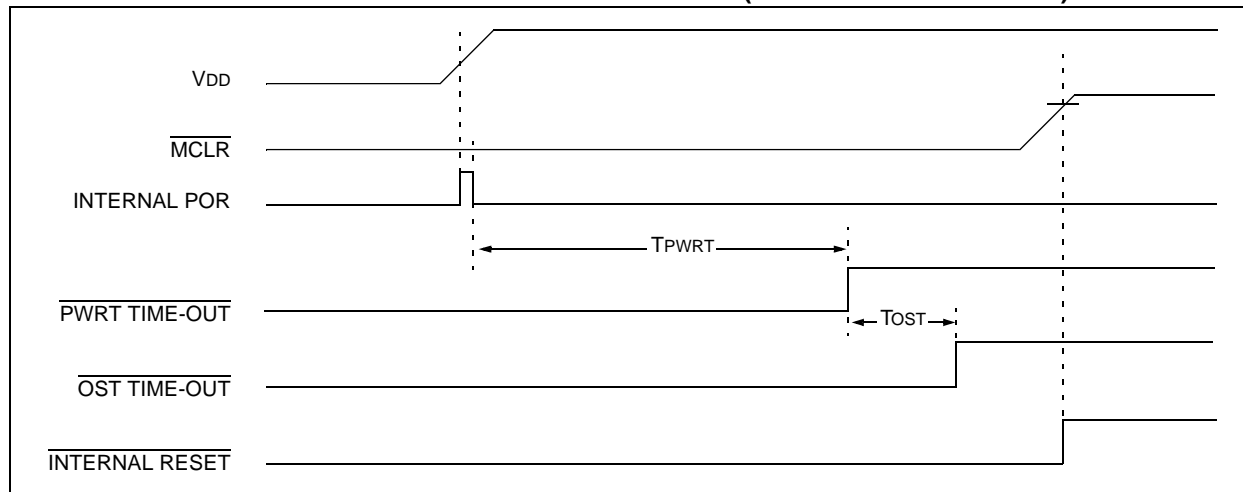 VDD
MCLR
INTERNAL POR
TPWRT
PWRT TIME-OUT
TOST
OST TIME-OUT
INTERNAL RESET